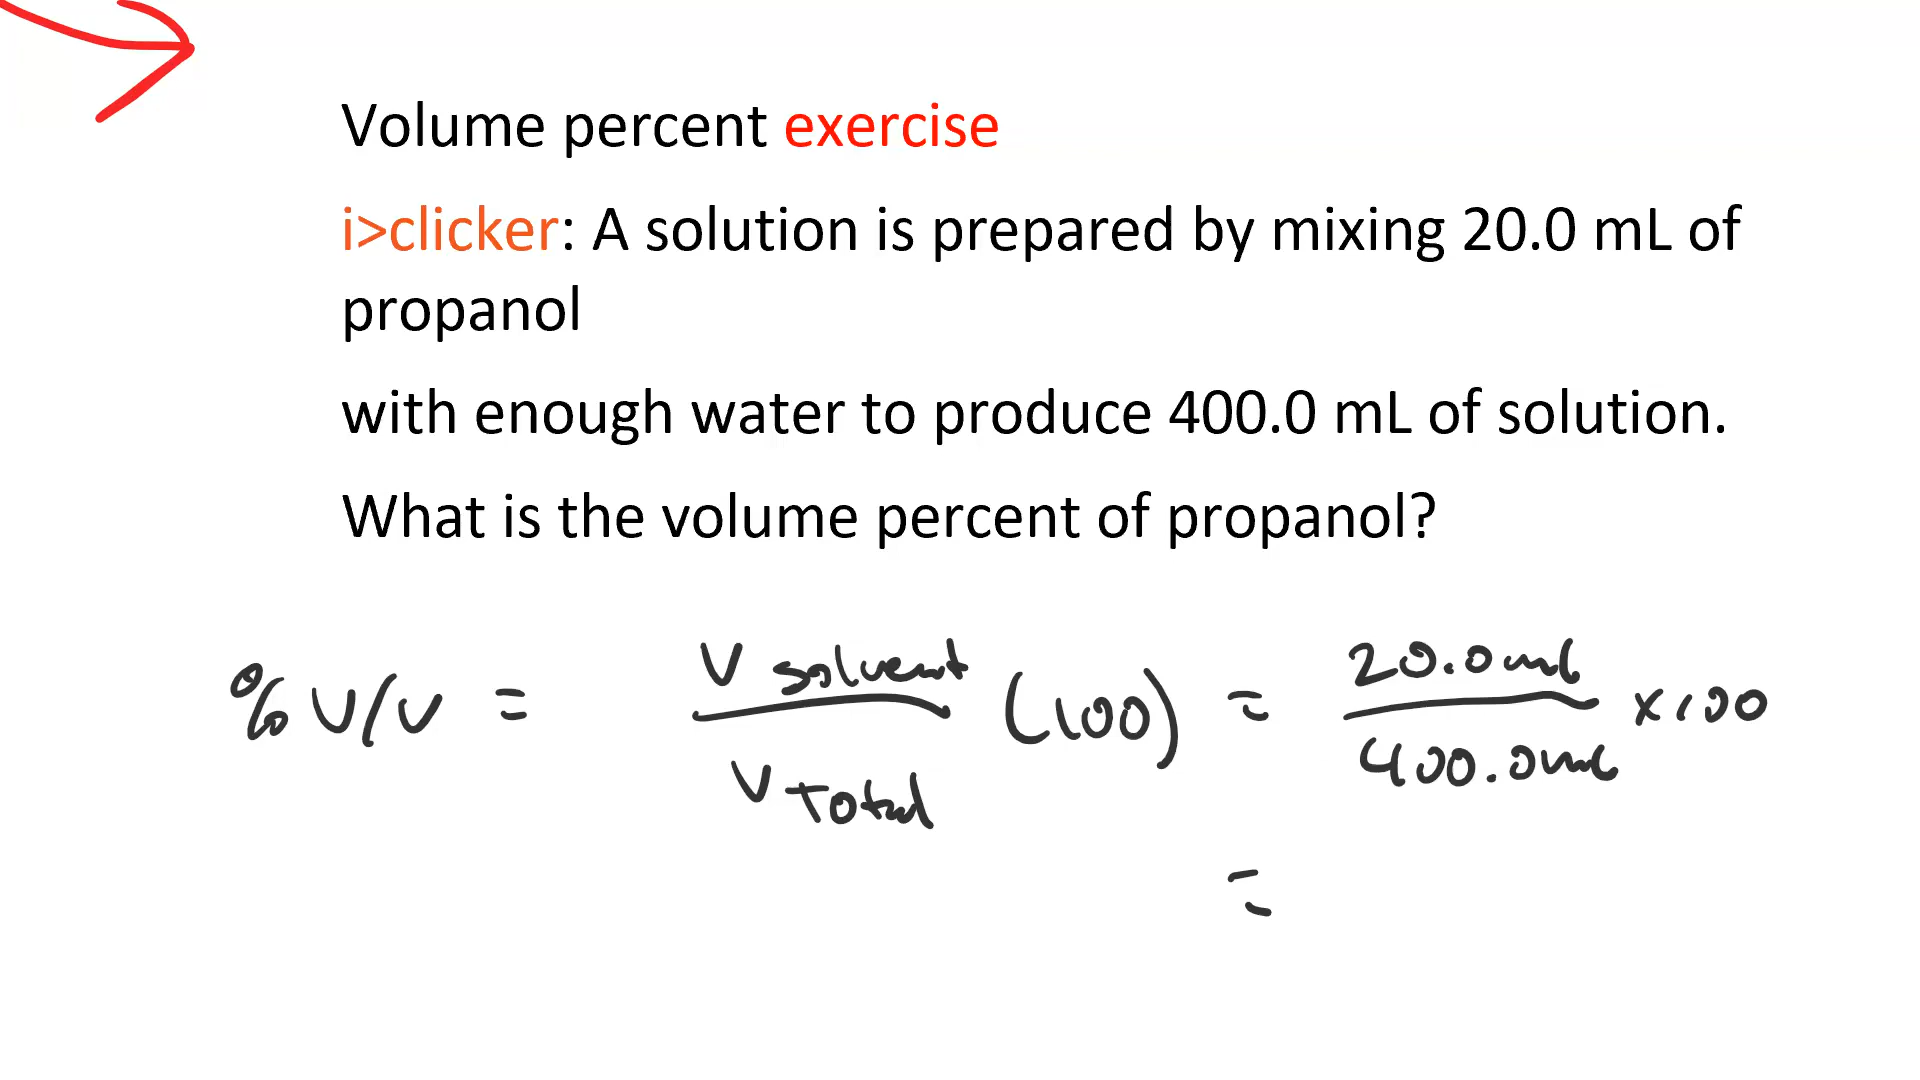 Volume percent exercise
i>clicker: A solution is prepared by mixing 20.0 mL of
propanol
with enough water to produce 400.0 mL of solution.
What is the volume percent of propanol?
% V/V = V solvent / V Total (100) = 20.0 mL / 400.0 mL x 100
=